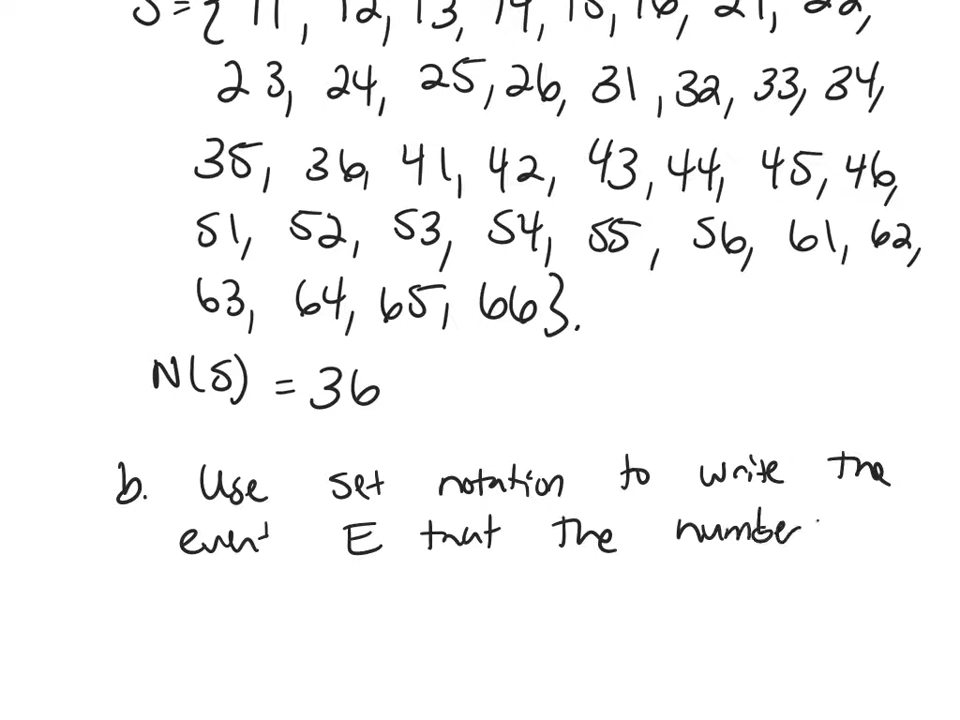 S = { 11, 12, 13, 14, 15, 16, 21, 22,
23, 24, 25, 26, 31, 32, 33, 34,
35, 36, 41, 42, 43, 44, 45, 46,
51, 52, 53, 54, 55, 56, 61, 62,
63, 64, 65, 66}.
N(S) = 36
b. Use set notation to write the
event E that the number